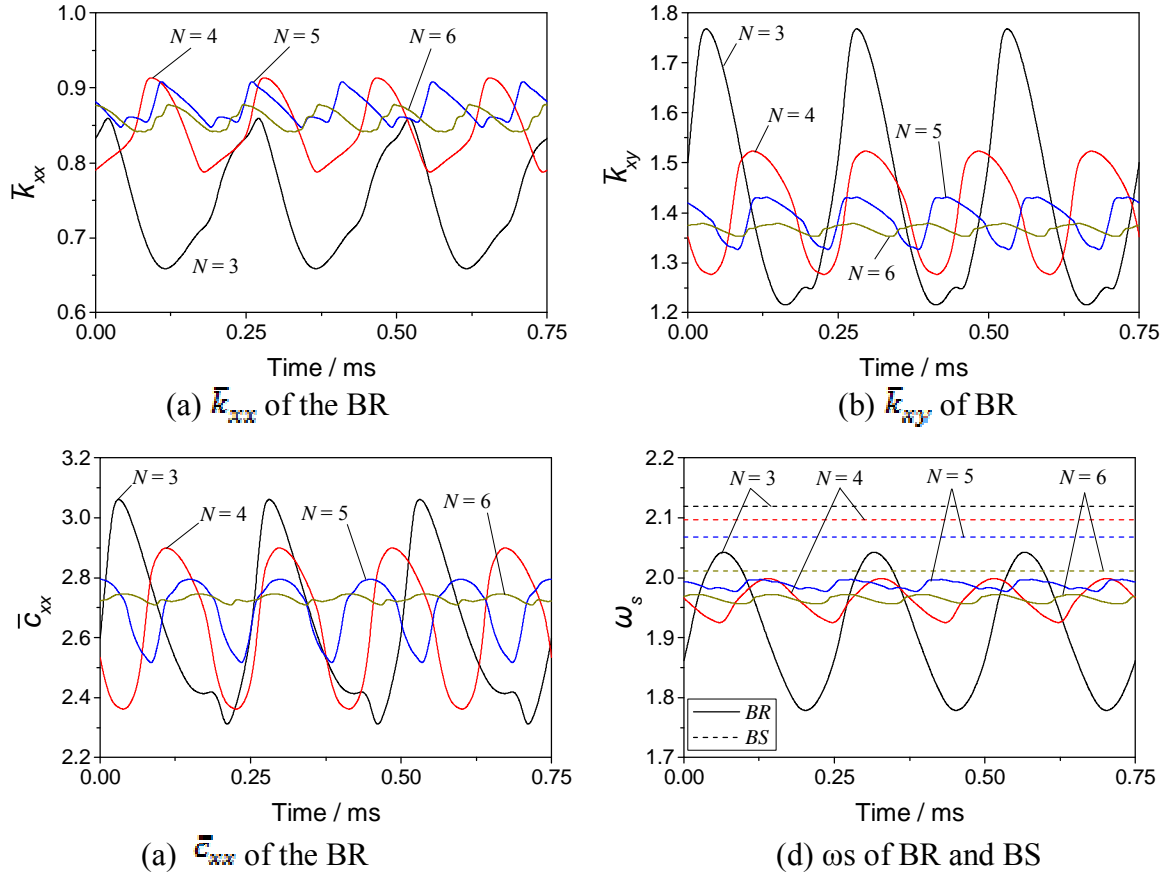 1.0
0.9
0.8
0.7
0.6
k̄xx
N = 4
N = 5
N = 6
N = 3
0.00 0.25 0.50 0.75
Time / ms
(a) k̄xx of the BR
1.8
1.7
1.6
1.5
1.4
1.3
1.2
k̄xy
N = 3
N = 4
N = 5
N = 6
0.00 0.25 0.50 0.75
Time / ms
(b) k̄xy of BR
3.2
3.0
2.8
2.6
2.4
2.2
c̄xx
N = 3
N = 4
N = 5
N = 6
0.00 0.25 0.50 0.75
Time / ms
(a) c̄xx of the BR
2.2
2.1
2.0
1.9
1.8
1.7
ωs
N = 3
N = 4
N = 5
N = 6
BR
BS
0.00 0.25 0.50 0.75
Time / ms
(d) ωs of BR and BS